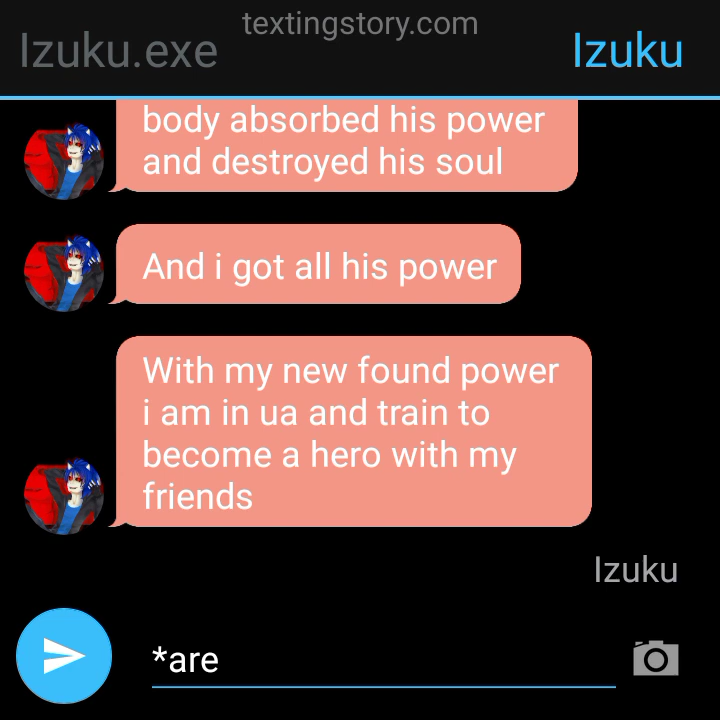 textingstory.com
Izuku.exe
Izuku
body absorbed his power
and destroyed his soul
And i got all his power
With my new found power
i am in ua and train to
become a hero with my
friends
Izuku
*are